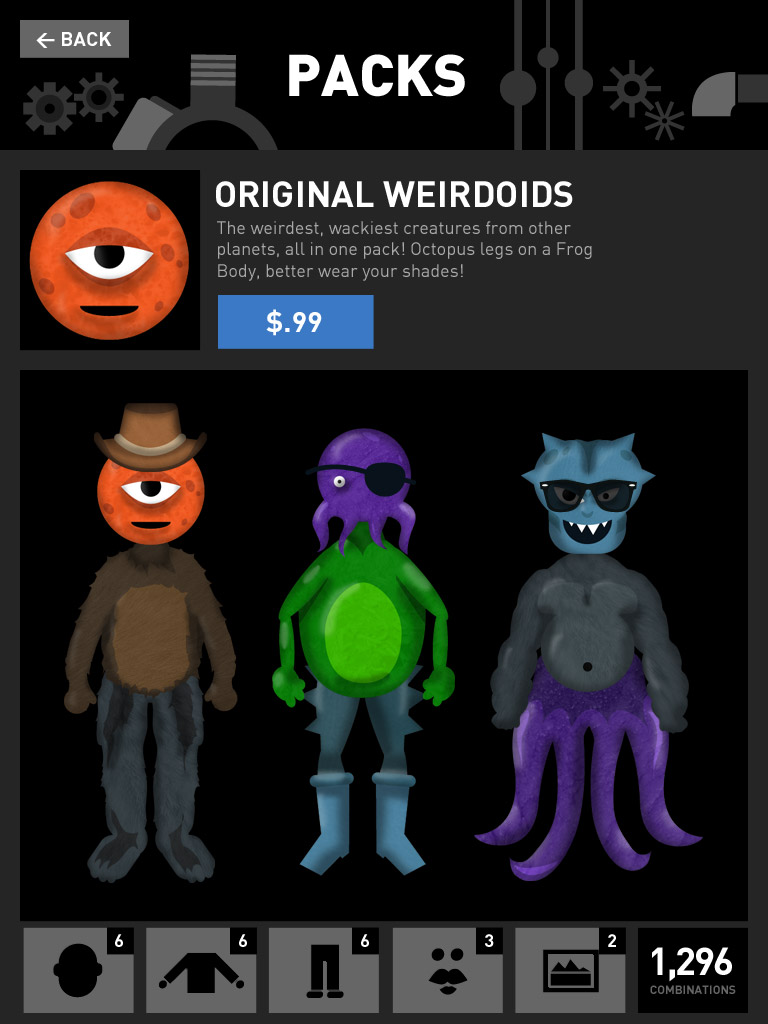 ← BACK
PACKS
ORIGINAL WEIRDOIDS
The weirdest, wackiest creatures from other
planets, all in one pack! Octopus legs on a Frog
Body, better wear your shades!
$.99
6
6
6
3
2
1,296
COMBINATIONS